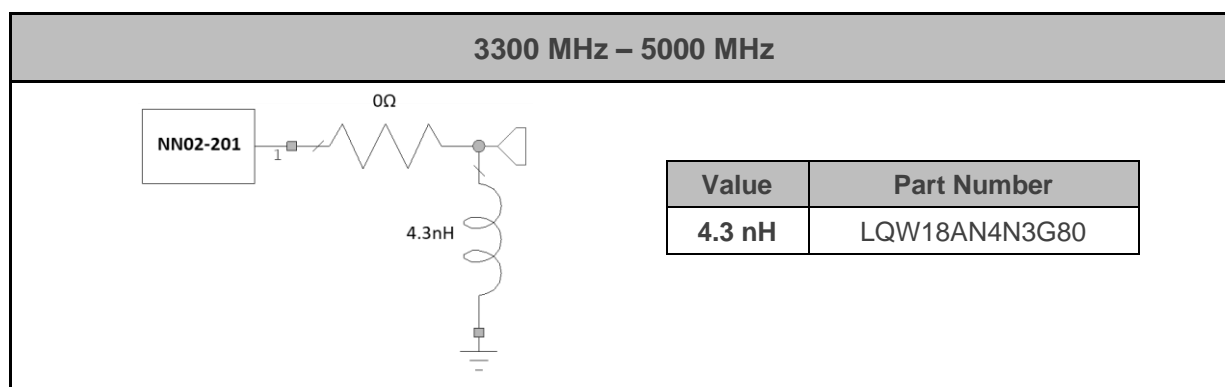 3300 MHz – 5000 MHz
0Ω
NN02-201
1
4.3nH
Value Part Number
4.3 nH LQW18AN4N3G80